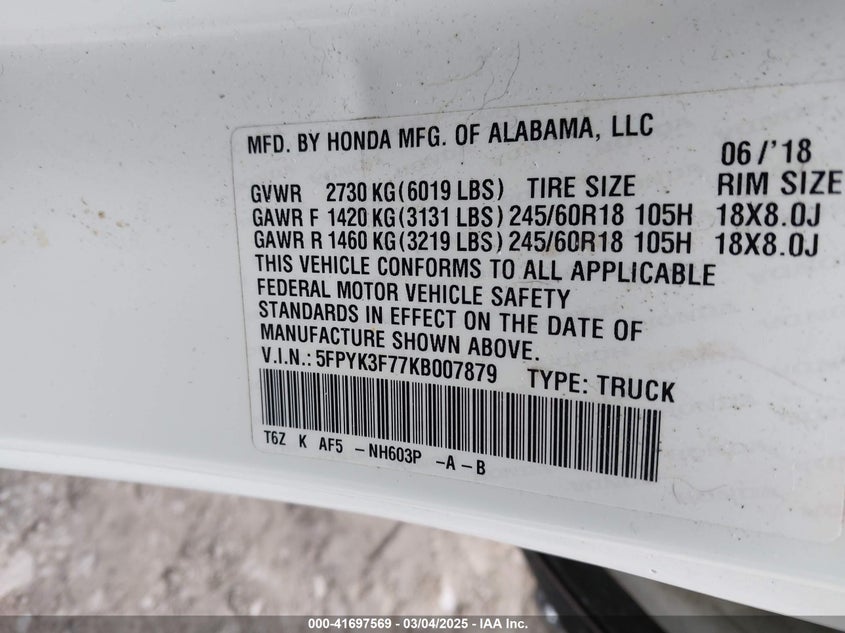 MFD. BY HONDA MFG. OF ALABAMA, LLC
06/'18
GVWR 2730 KG(6019 LBS) TIRE SIZE RIM SIZE
GAWR F 1420 KG(3131 LBS) 245/60R18 105H 18X8.0J
GAWR R 1460 KG(3219 LBS) 245/60R18 105H 18X8.0J
THIS VEHICLE CONFORMS TO ALL APPLICABLE
FEDERAL MOTOR VEHICLE SAFETY
STANDARDS IN EFFECT ON THE DATE OF
MANUFACTURE SHOWN ABOVE.
V.I.N.: 5FPYK3F77KB007879 TYPE: TRUCK
T6Z K AF5 -NH603P -A-B
000-41697569 - 03/04/2025 - IAA Inc.